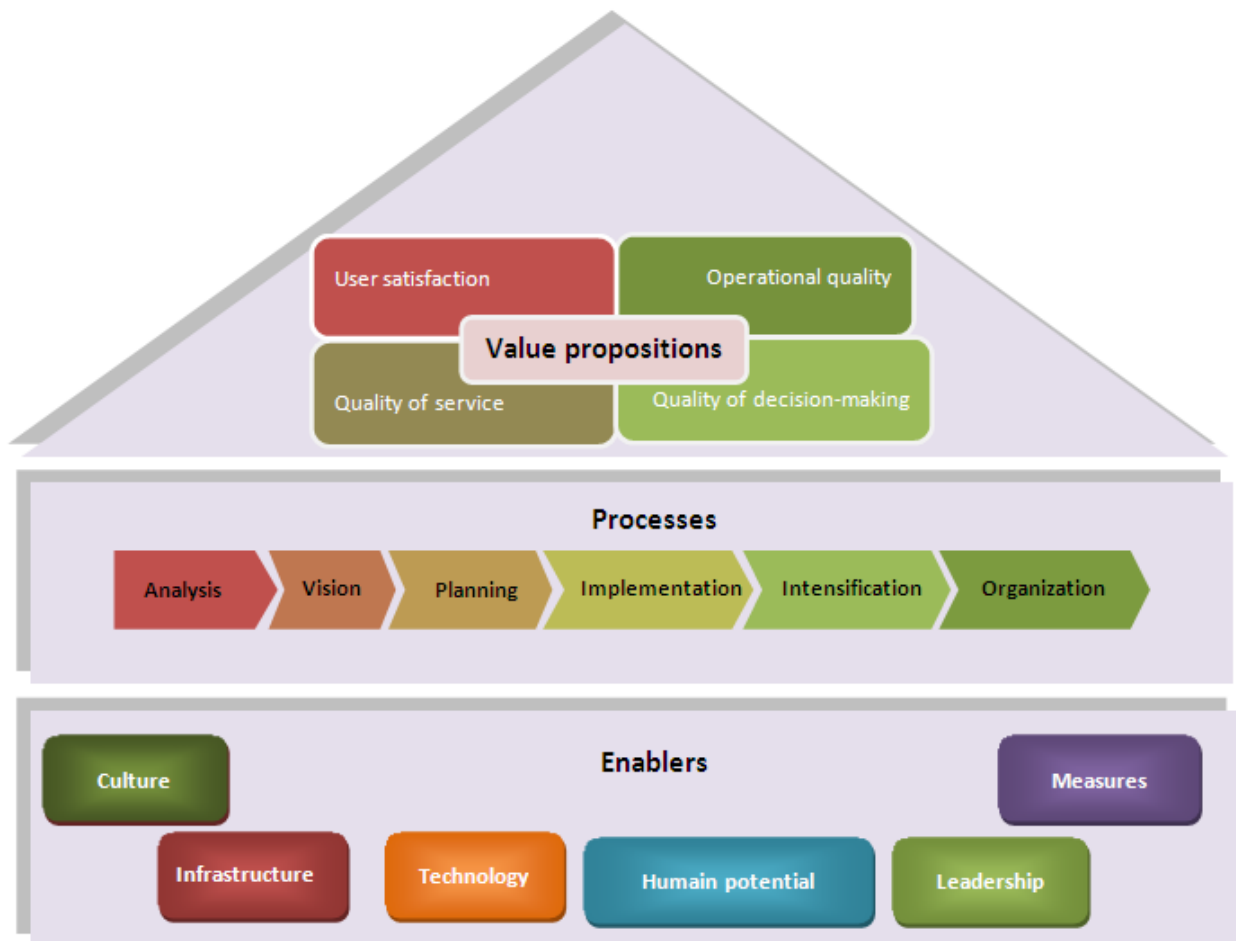 User satisfaction
Operational quality
Value propositions
Quality of service
Quality of decision-making
Processes
Analysis
Vision
Planning
Implementation
Intensification
Organization
Enablers
Culture
Measures
Infrastructure
Technology
Humain potential
Leadership